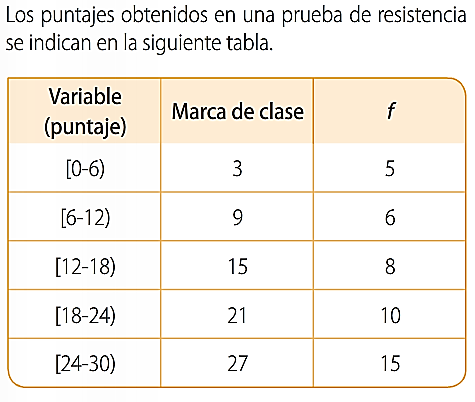 Los puntajes obtenidos en una prueba de resistencia
se indican en la siguiente tabla.
Variable
(puntaje) Marca de clase f
[0-6) 3 5
[6-12) 9 6
[12-18) 15 8
[18-24) 21 10
[24-30) 27 15